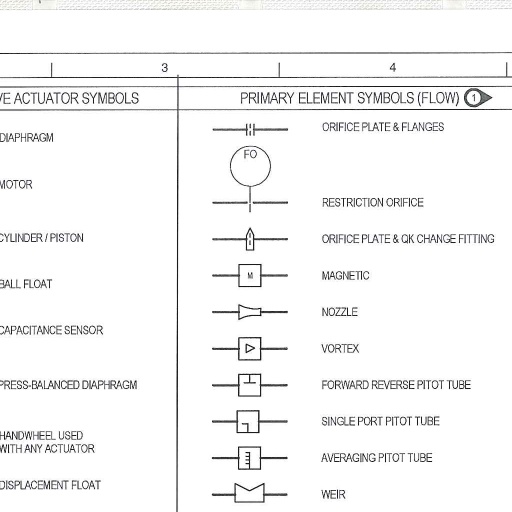 3 4
VE ACTUATOR SYMBOLS
DIAPHRAGM
MOTOR
CYLINDER / PISTON
BALL FLOAT
CAPACITANCE SENSOR
PRESS-BALANCED DIAPHRAGM
HANDWHEEL USED
WITH ANY ACTUATOR
DISPLACEMENT FLOAT
PRIMARY ELEMENT SYMBOLS (FLOW) 1
ORIFICE PLATE & FLANGES
FO
RESTRICTION ORIFICE
ORIFICE PLATE & QK CHANGE FITTING
M MAGNETIC
NOZZLE
VORTEX
FORWARD REVERSE PITOT TUBE
SINGLE PORT PITOT TUBE
AVERAGING PITOT TUBE
WEIR